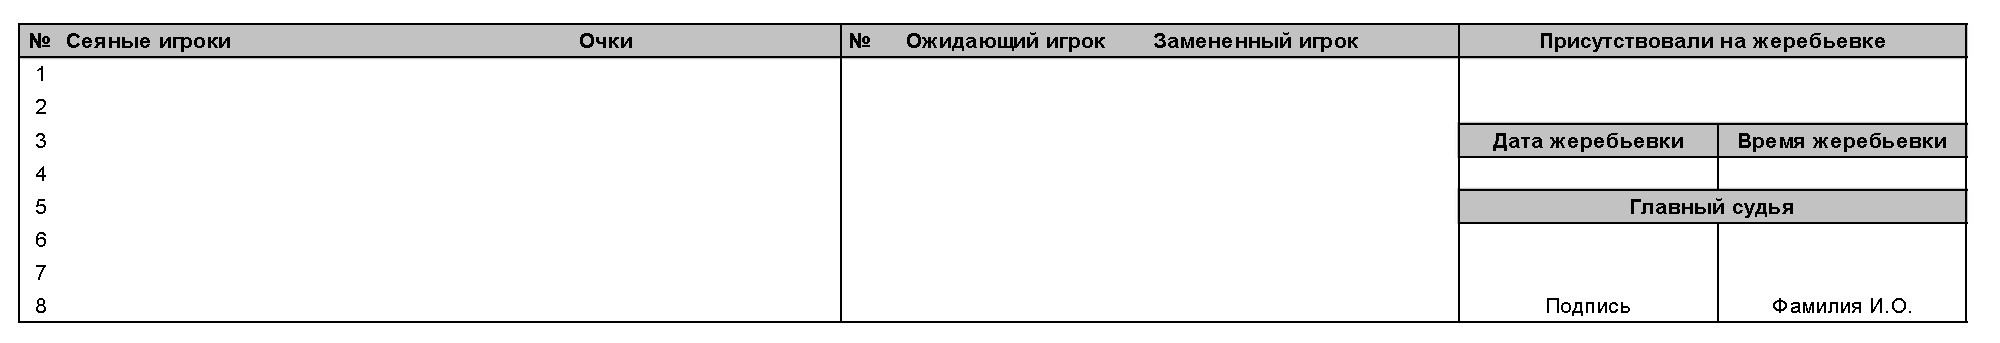 № Сеяные игроки Очки № Ожидающий игрок Замененный игрок Присутствовали на жеребьевке
1
2
3 Дата жеребьевки Время жеребьевки
4
5 Главный судья
6
7
8 Подпись Фамилия И.О.